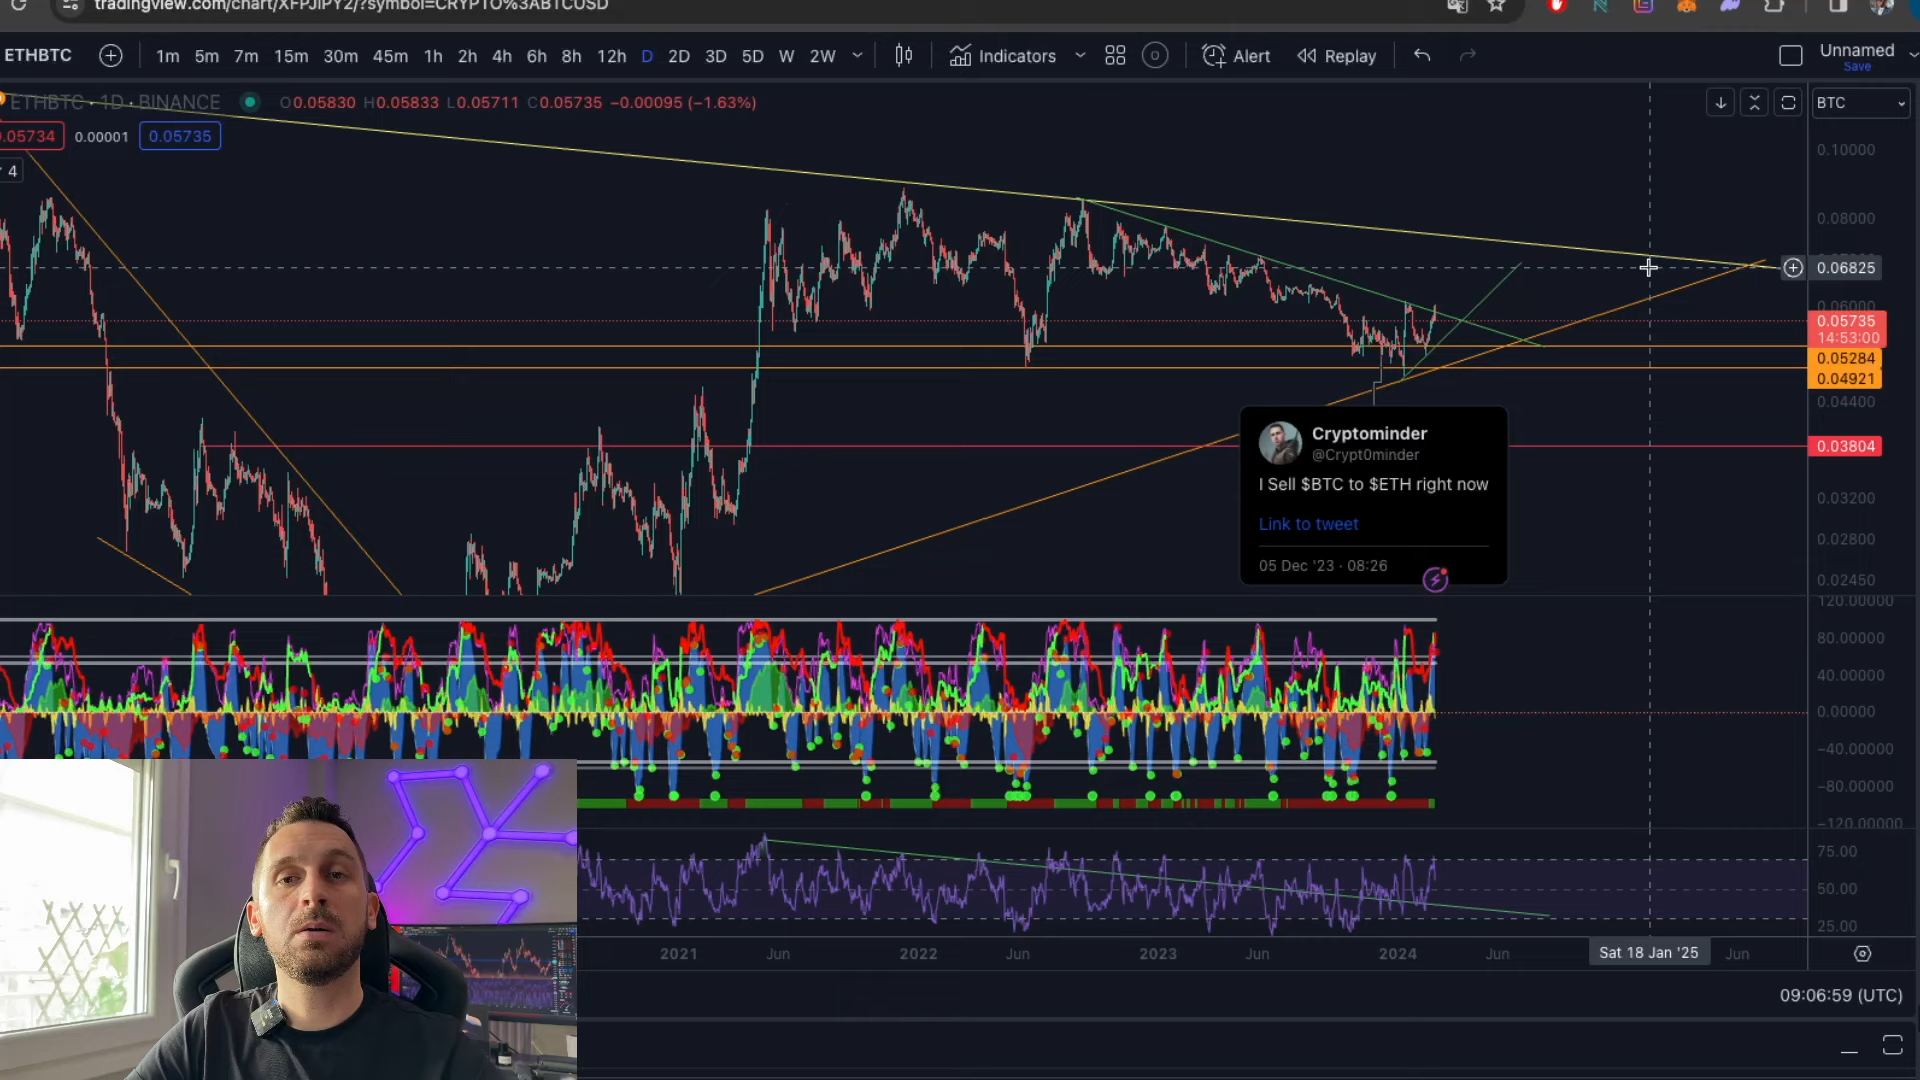 tradingview.com/chart/XFPJIPY2/?symbol=CRYPTO%3ABTCUSD
ETHBTC 1m 5m 7m 15m 30m 45m 1h 2h 4h 6h 8h 12h D 2D 3D 5D W 2W Indicators Alert Replay Unnamed
Save
ETHBTC · 1D · BINANCE O0.05830 H0.05833 L0.05711 C0.05735 −0.00095 (−1.63%) BTC
0.05734 0.00001 0.05735
4
0.10000
0.08000
0.06825
0.06000
0.05735
14:53:00
0.05284
0.04921
0.04400
0.03804
0.03200
0.02800
0.02450
Cryptominder
@Crypt0minder
I Sell $BTC to $ETH right now
Link to tweet
05 Dec '23 · 08:26
120.00000
80.00000
40.00000
0.00000
−40.00000
−80.00000
−120.00000
75.00
50.00
25.00
2021 Jun 2022 Jun 2023 Jun 2024 Jun Sat 18 Jan '25 Jun
09:06:59 (UTC)